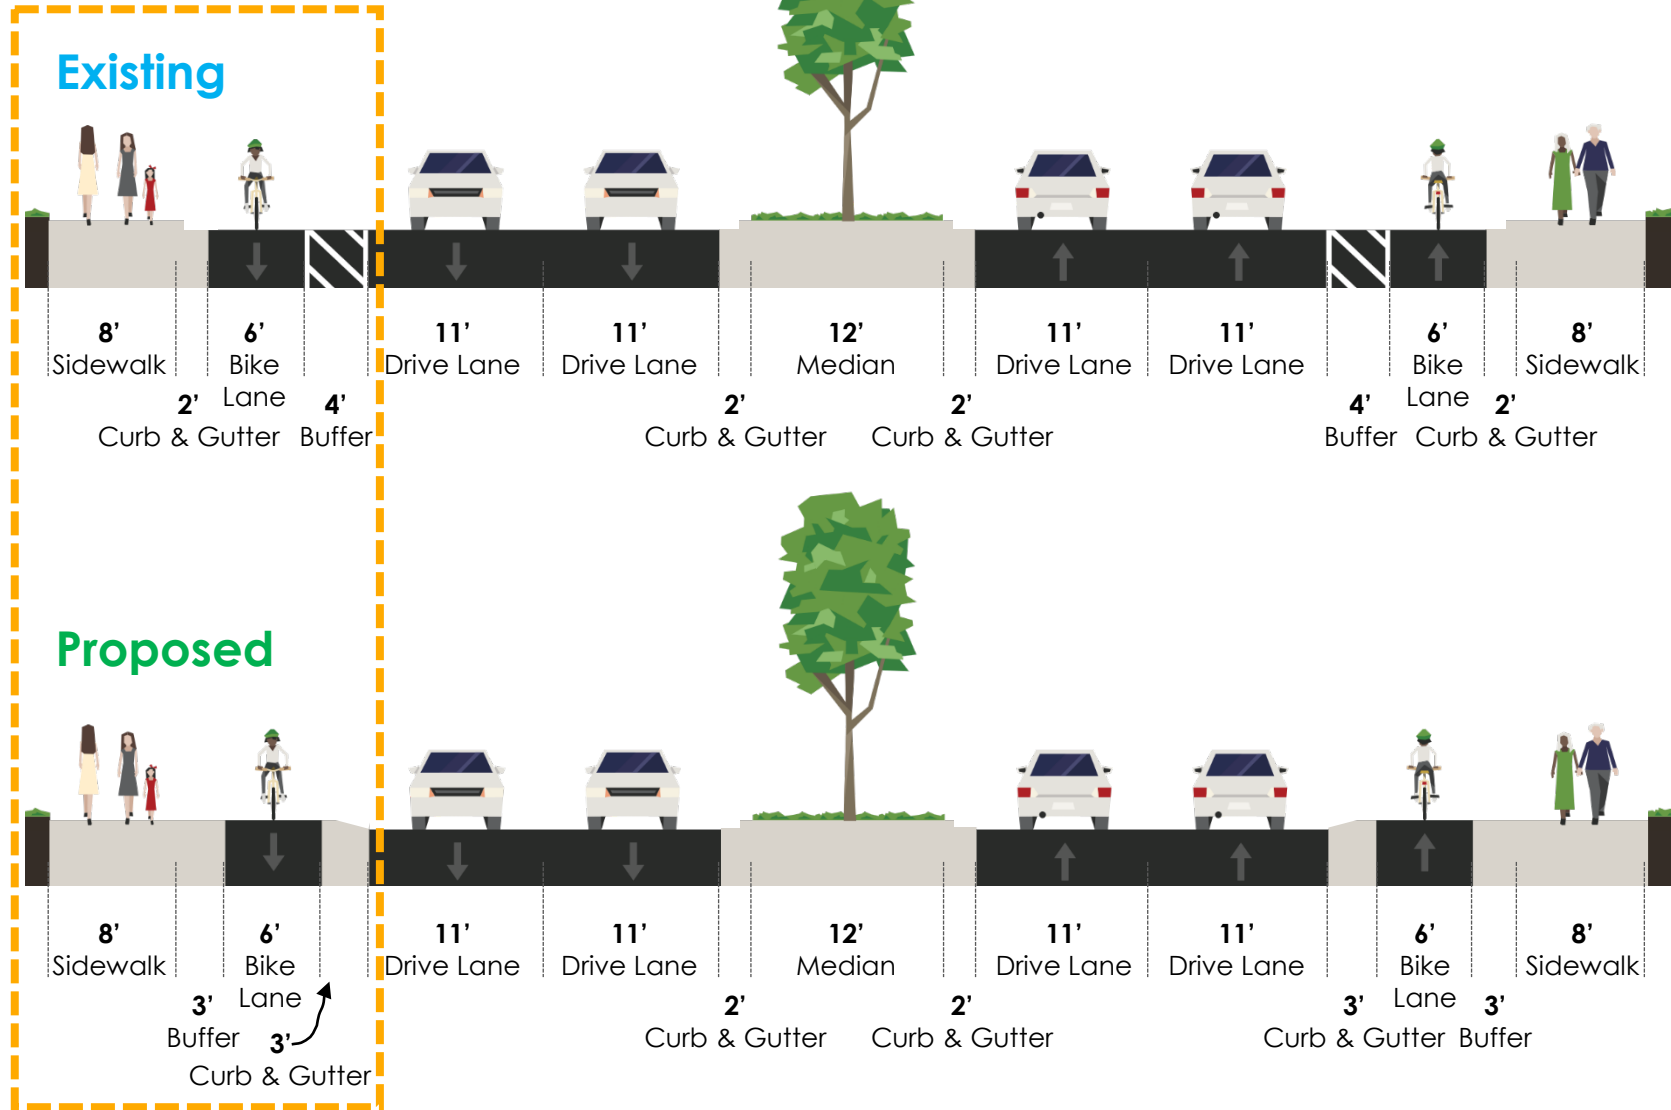 Existing
8’ 6’ 11’ 11’ 12’ 11’ 11’ 6’ 8’
Sidewalk Bike Drive Lane Drive Lane Median Drive Lane Drive Lane Bike Sidewalk
Lane Lane
2’ 4’ 2’ 2’ 4’ 2’
Curb & Gutter Buffer Curb & Gutter Curb & Gutter Buffer Curb & Gutter
Proposed
8’ 6’ 11’ 11’ 12’ 11’ 11’ 6’ 8’
Sidewalk Bike Drive Lane Drive Lane Median Drive Lane Drive Lane Bike Sidewalk
Lane Lane
3’ 2’ 2’ 3’ 3’
Buffer Curb & Gutter Curb & Gutter Curb & Gutter Buffer
3’
Curb & Gutter